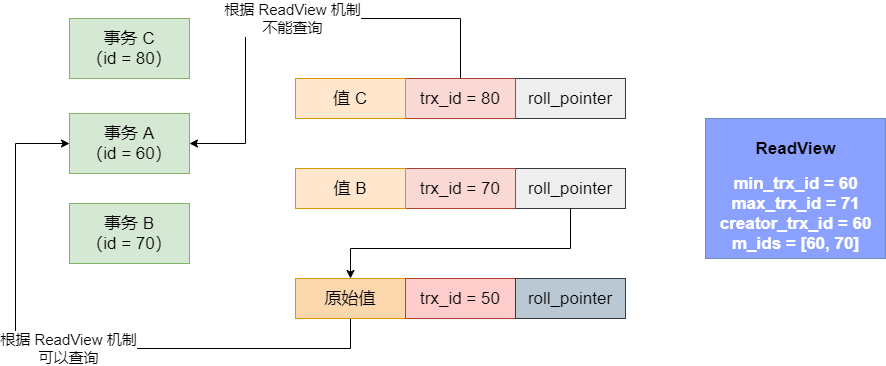 根据 ReadView 机制
不能查询
事务 C
（id = 80）
值 C
trx_id = 80
roll_pointer
事务 A
（id = 60）
ReadView
min_trx_id = 60
max_trx_id = 71
creator_trx_id = 60
m_ids = [60, 70]
值 B
trx_id = 70
roll_pointer
事务 B
（id = 70）
原始值
trx_id = 50
roll_pointer
根据 ReadView 机制
可以查询